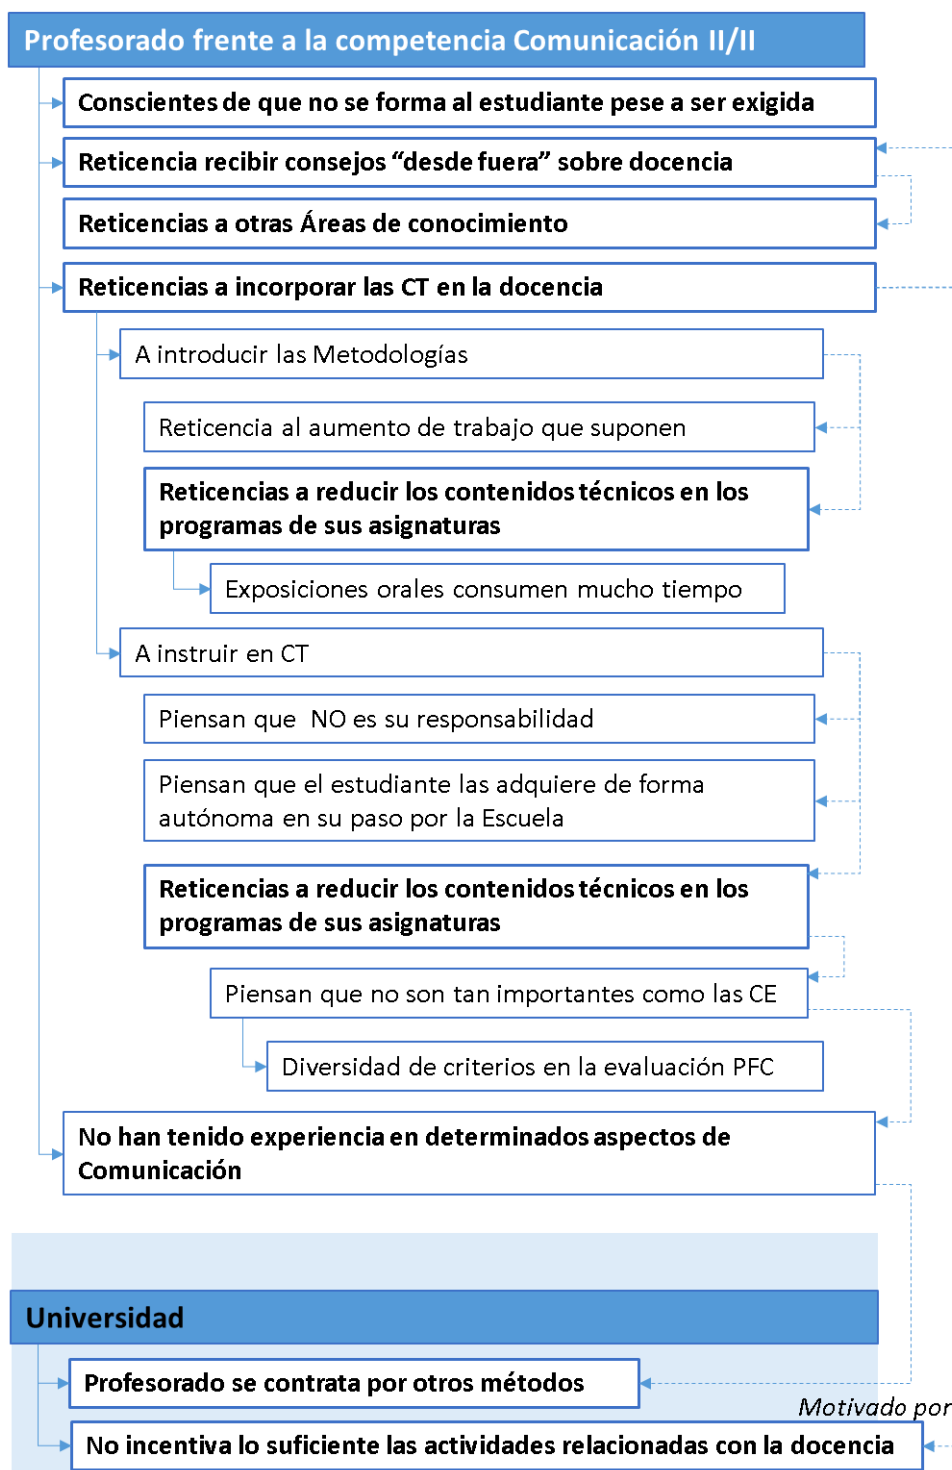 Profesorado frente a la competencia Comunicación II/II
Conscientes de que no se forma al estudiante pese a ser exigida
Reticencia recibir consejos “desde fuera” sobre docencia
Reticencias a otras Áreas de conocimiento
Reticencias a incorporar las CT en la docencia
A introducir las Metodologías
Reticencia al aumento de trabajo que suponen
Reticencias a reducir los contenidos técnicos en los
programas de sus asignaturas
Exposiciones orales consumen mucho tiempo
A instruir en CT
Piensan que NO es su responsabilidad
Piensan que el estudiante las adquiere de forma
autónoma en su paso por la Escuela
Reticencias a reducir los contenidos técnicos en los
programas de sus asignaturas
Piensan que no son tan importantes como las CE
Diversidad de criterios en la evaluación PFC
No han tenido experiencia en determinados aspectos de
Comunicación
Universidad
Profesorado se contrata por otros métodos
Motivado por
No incentiva lo suficiente las actividades relacionadas con la docencia